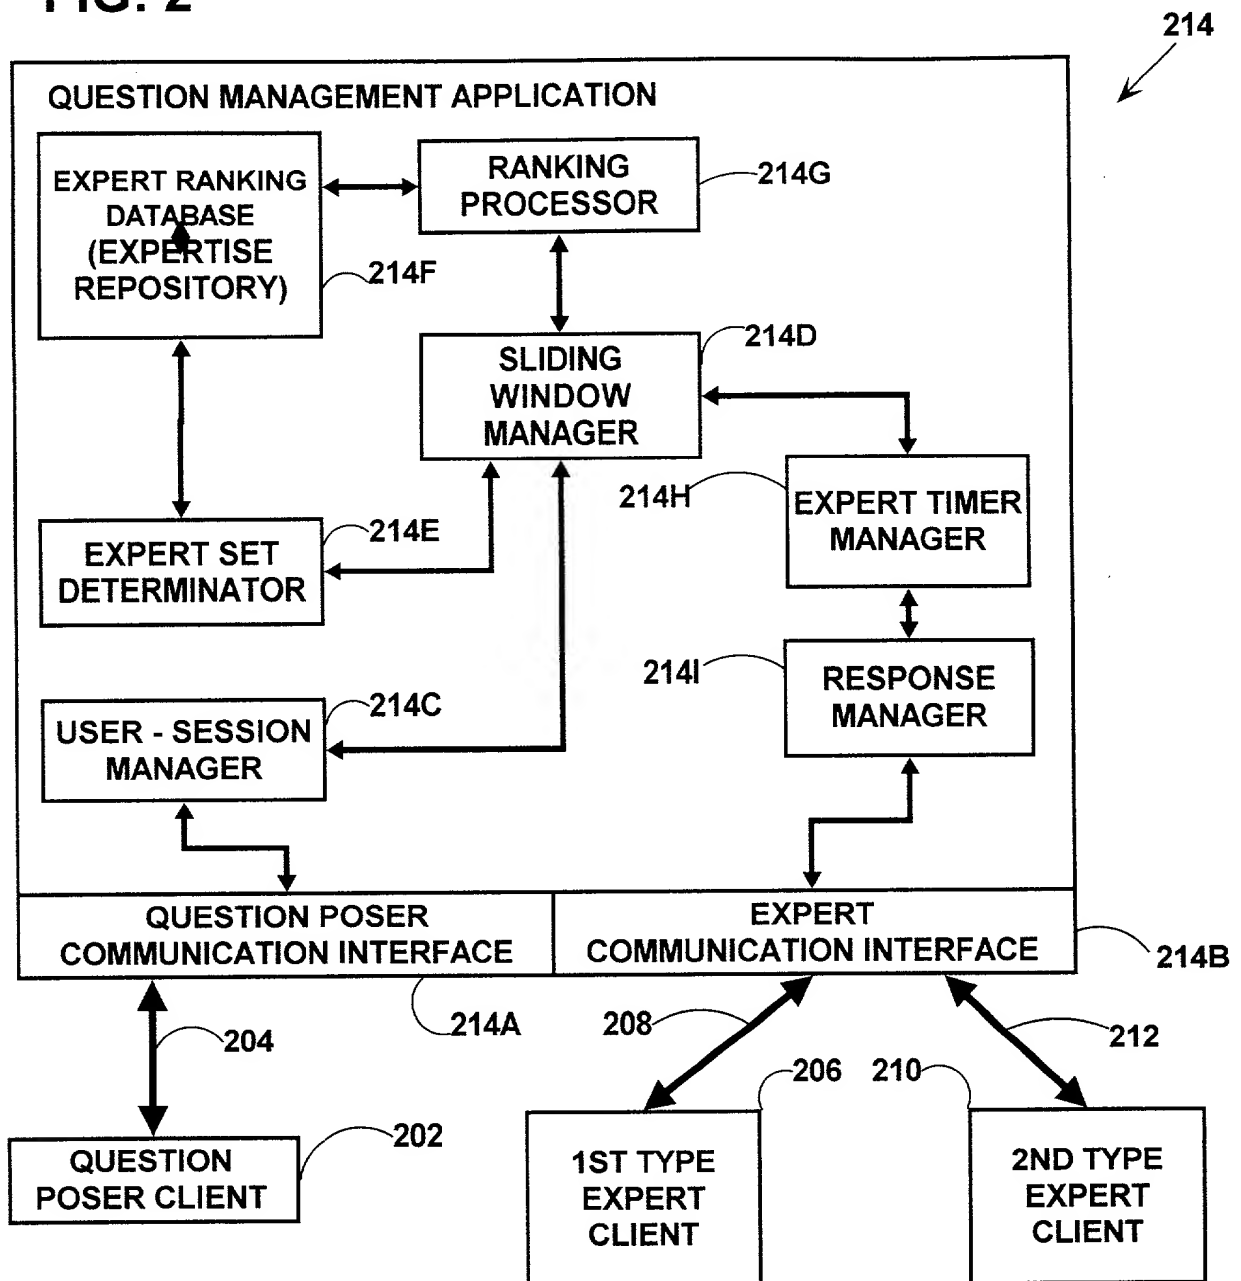 FIG. 2
214
QUESTION MANAGEMENT APPLICATION
EXPERT RANKING
DATABASE
(EXPERTISE
REPOSITORY)
214F
RANKING
PROCESSOR
214G
SLIDING
WINDOW
MANAGER
214D
214H
EXPERT TIMER
MANAGER
EXPERT SET
DETERMINATOR
214E
214I
RESPONSE
MANAGER
USER - SESSION
MANAGER
214C
QUESTION POSER
COMMUNICATION INTERFACE
EXPERT
COMMUNICATION INTERFACE
214B
214A
204
208
212
206
210
202
QUESTION
POSER CLIENT
1ST TYPE
EXPERT
CLIENT
2ND TYPE
EXPERT
CLIENT